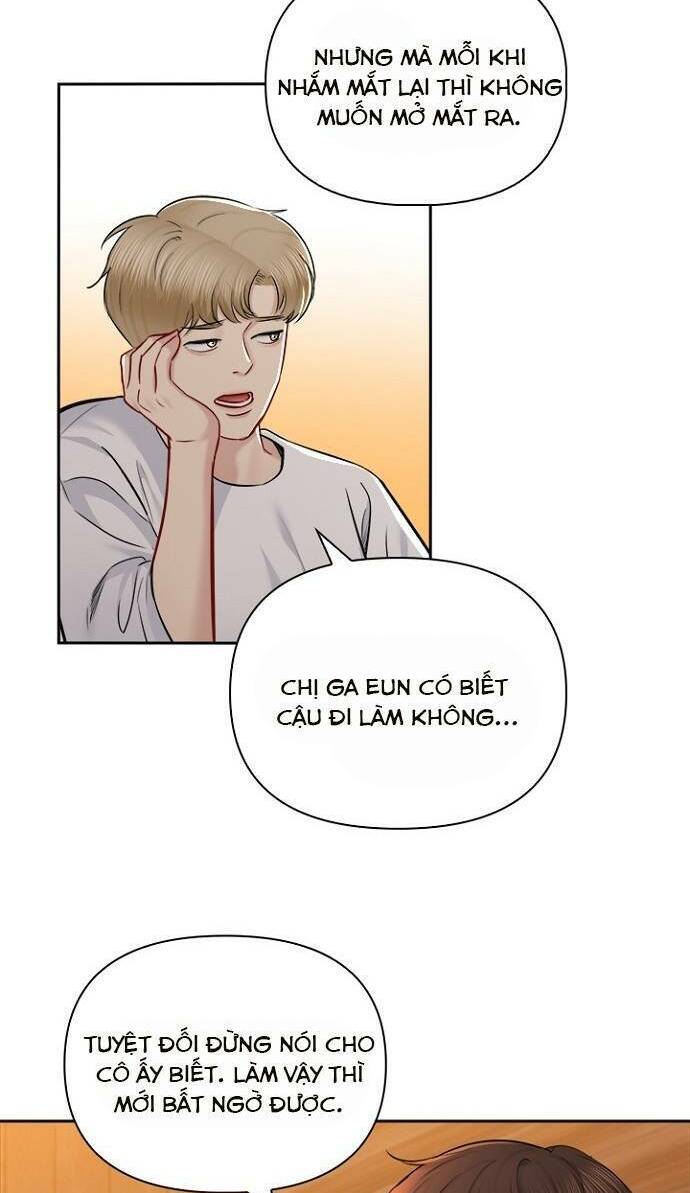 NHƯNG MÀ MỖI KHI
NHẮM MẮT LẠI THÌ KHÔNG
MUỐN MỞ MẮT RA.
CHỊ GA EUN CÓ BIẾT
CẬU ĐI LÀM KHÔNG...
TUYỆT ĐỐI ĐỪNG NÓI CHO
CÔ ẤY BIẾT. LÀM VẬY THÌ
MỚI BẤT NGỜ ĐƯỢC.